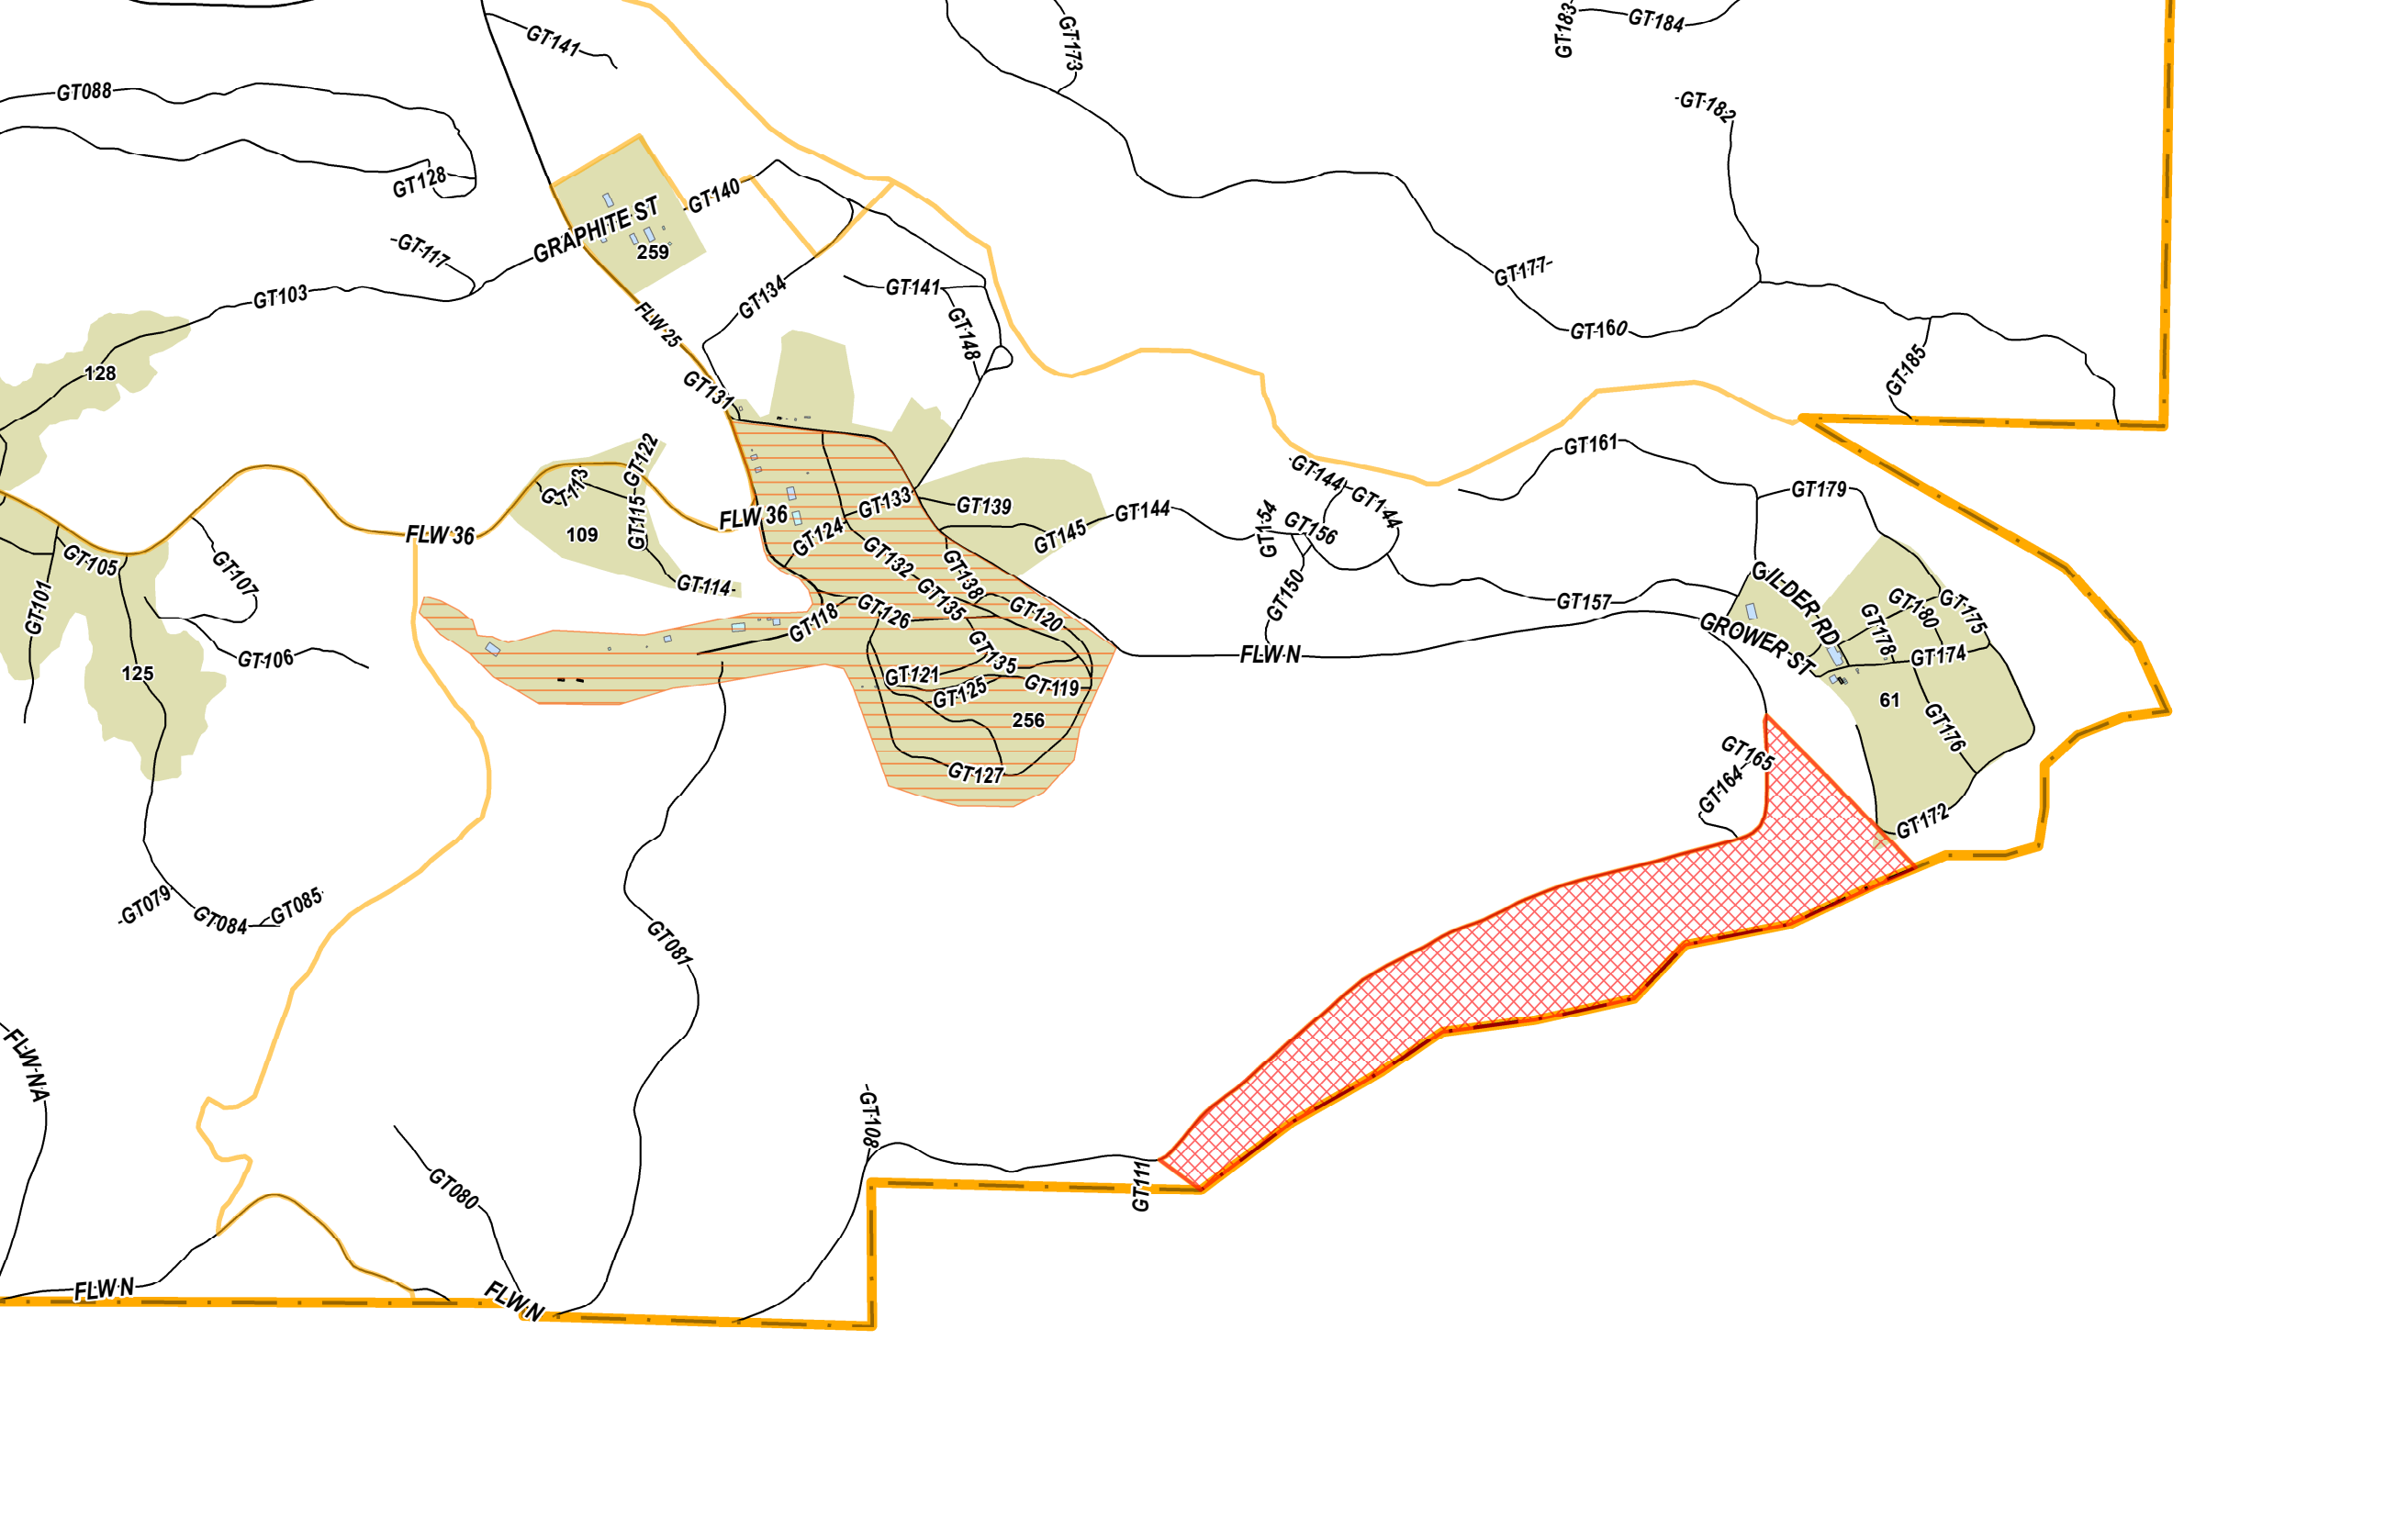 GT141
GT173
GT183
GT184
GT088
GT182
GT128
GT140
GRAPHITE ST
GT117
259
GT103
GT134
GT141
GT177
FLW 25
GT148
GT160
128
GT131
GT185
GT122
GT161
GT113
GT144
GT179
GT133
GT139
GT144
GT144
GT115
FLW 36
FLW 36
109
GT124
GT145
GT154
GT156
GT105
GT107
GT132
GT138
GT114
GT150
GILDER RD
GT101
GT118
GT126
GT135
GT120
GT157
GT180
GT175
GT178
GROWER ST
GT106
125
GT135
FLW N
GT174
GT121
GT125
GT119
61
256
GT176
GT165
GT127
GT164
GT172
GT079
GT084
GT085
GT081
FLW NA
GT108
GT080
GT111
FLW N
FLW N